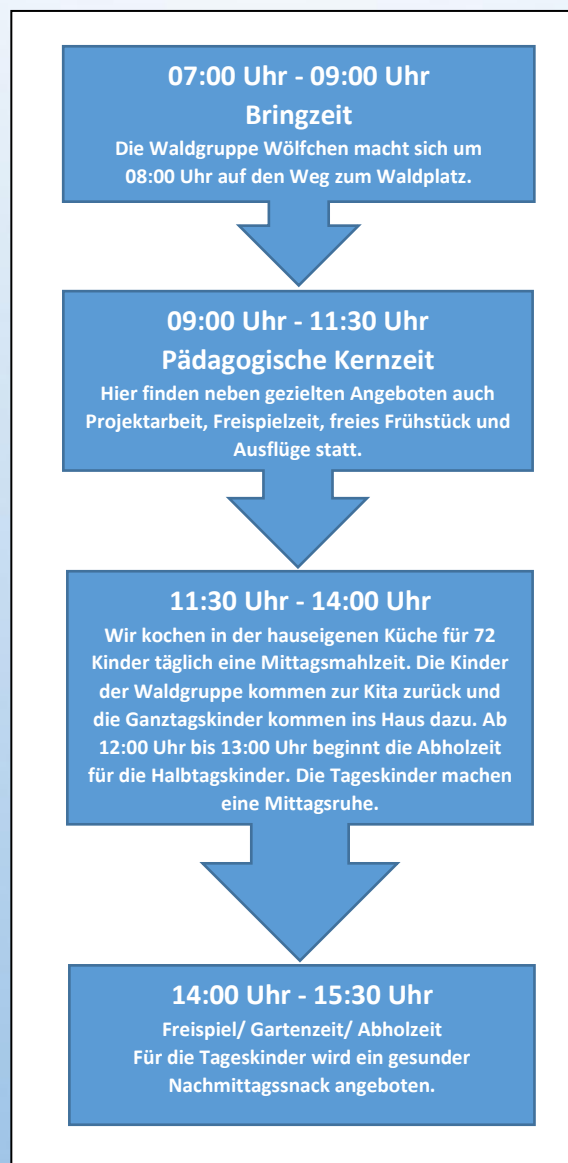 07:00 Uhr - 09:00 Uhr
Bringzeit
Die Waldgruppe Wölfchen macht sich um
08:00 Uhr auf den Weg zum Waldplatz.
09:00 Uhr - 11:30 Uhr
Pädagogische Kernzeit
Hier finden neben gezielten Angeboten auch
Projektarbeit, Freispielzeit, freies Frühstück und
Ausflüge statt.
11:30 Uhr - 14:00 Uhr
Wir kochen in der hauseigenen Küche für 72
Kinder täglich eine Mittagsmahlzeit. Die Kinder
der Waldgruppe kommen zur Kita zurück und
die Ganztagskinder kommen ins Haus dazu. Ab
12:00 Uhr bis 13:00 Uhr beginnt die Abholzeit
für die Halbtagskinder. Die Tageskinder machen
eine Mittagsruhe.
14:00 Uhr - 15:30 Uhr
Freispiel/ Gartenzeit/ Abholzeit
Für die Tageskinder wird ein gesunder
Nachmittagssnack angeboten.